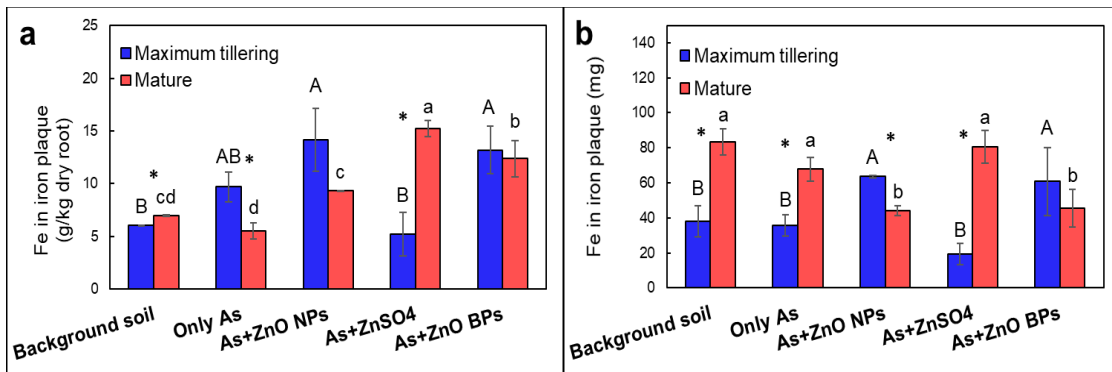 a
Fe in iron plaque
(g/kg dry root)
25
20
15
10
5
0
Maximum tillering
Mature
B
*
cd
AB
*
d
A
c
B
*
a
A
b
Background soil
Only As
As+ZnO NPs
As+ZnSO4
As+ZnO BPs
b
Fe in iron plaque (mg)
140
120
100
80
60
40
20
0
Maximum tillering
Mature
B
*
a
B
*
a
A
*
b
B
*
a
A
b
Background soil
Only As
As+ZnO NPs
As+ZnSO4
As+ZnO BPs